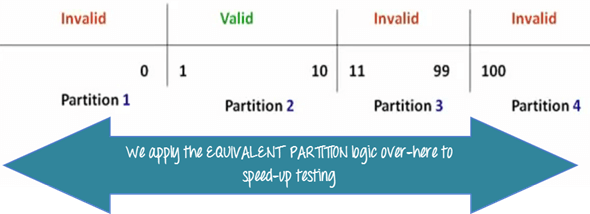 Invalid Valid Invalid Invalid
0 1 10 11 99 100
Partition 1 Partition 2 Partition 3 Partition 4
We apply the EQUIVALENT PARTITION logic over-here to
speed-up testing